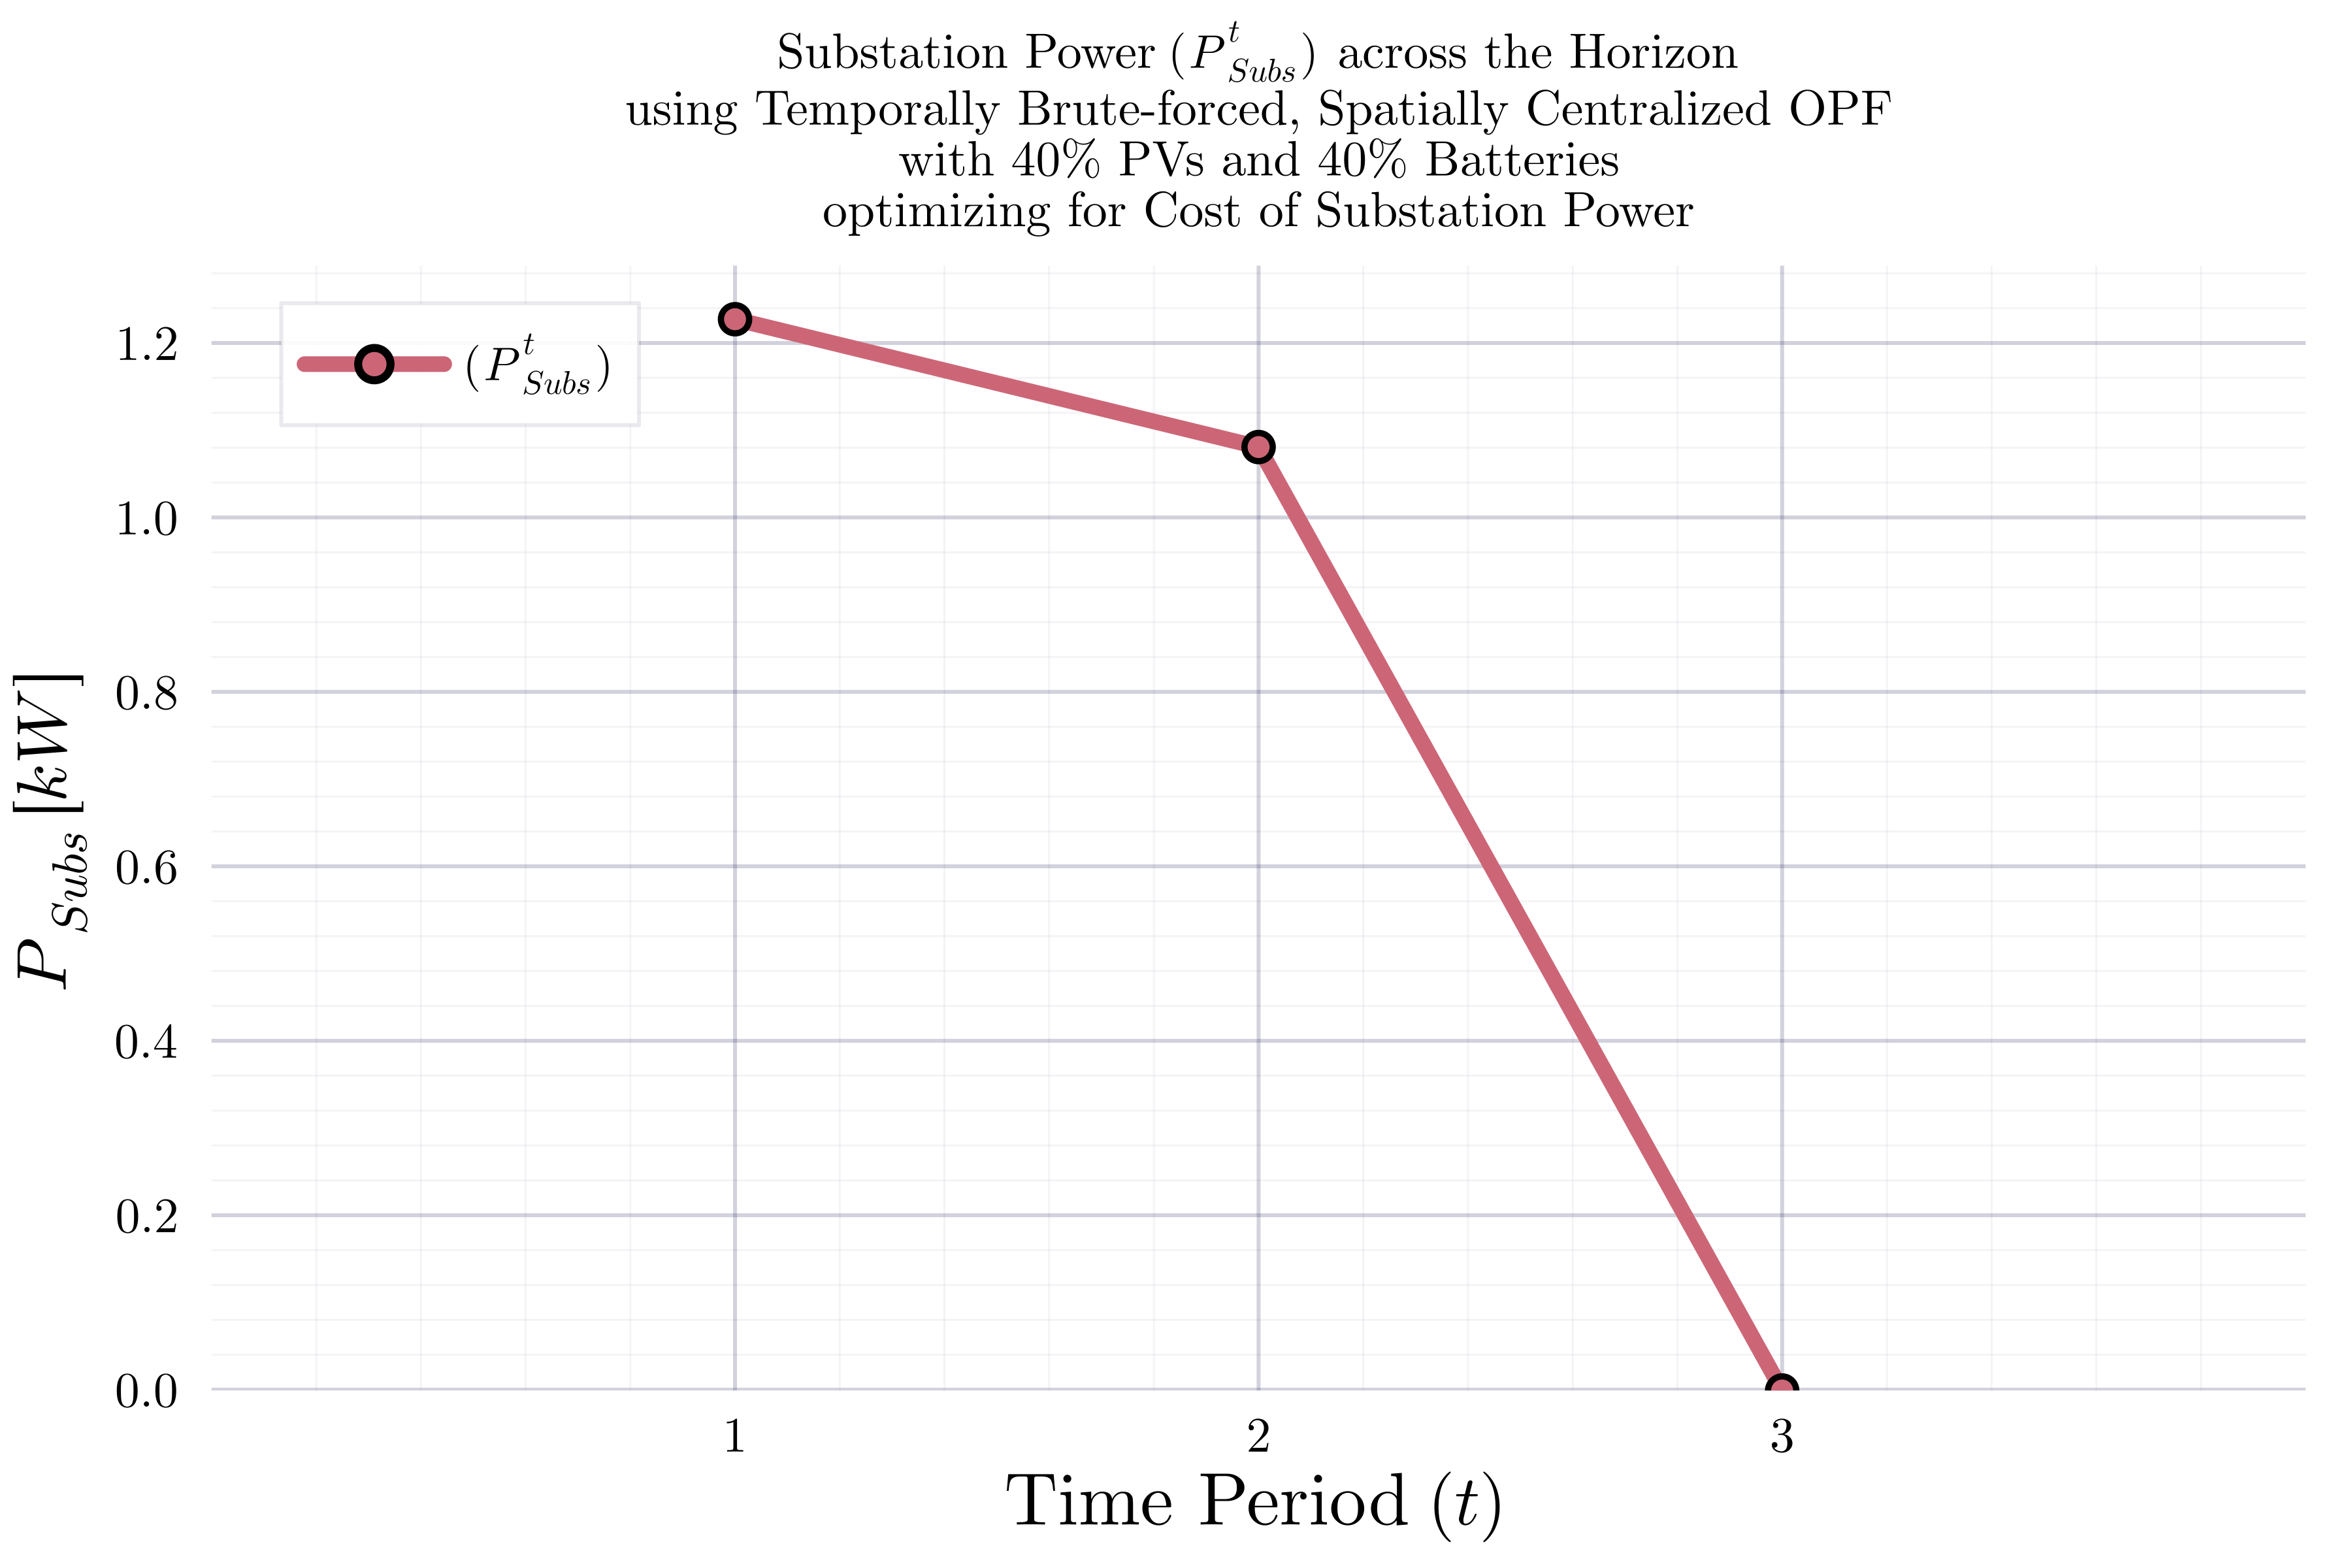 Substation Power (P^t_Subs) across the Horizon
using Temporally Brute-forced, Spatially Centralized OPF
with 40% PVs and 40% Batteries
optimizing for Cost of Substation Power
(P^t_Subs)
1.2
1.0
0.8
0.6
0.4
0.2
0.0
P_Subs [kW]
1 2 3
Time Period (t)